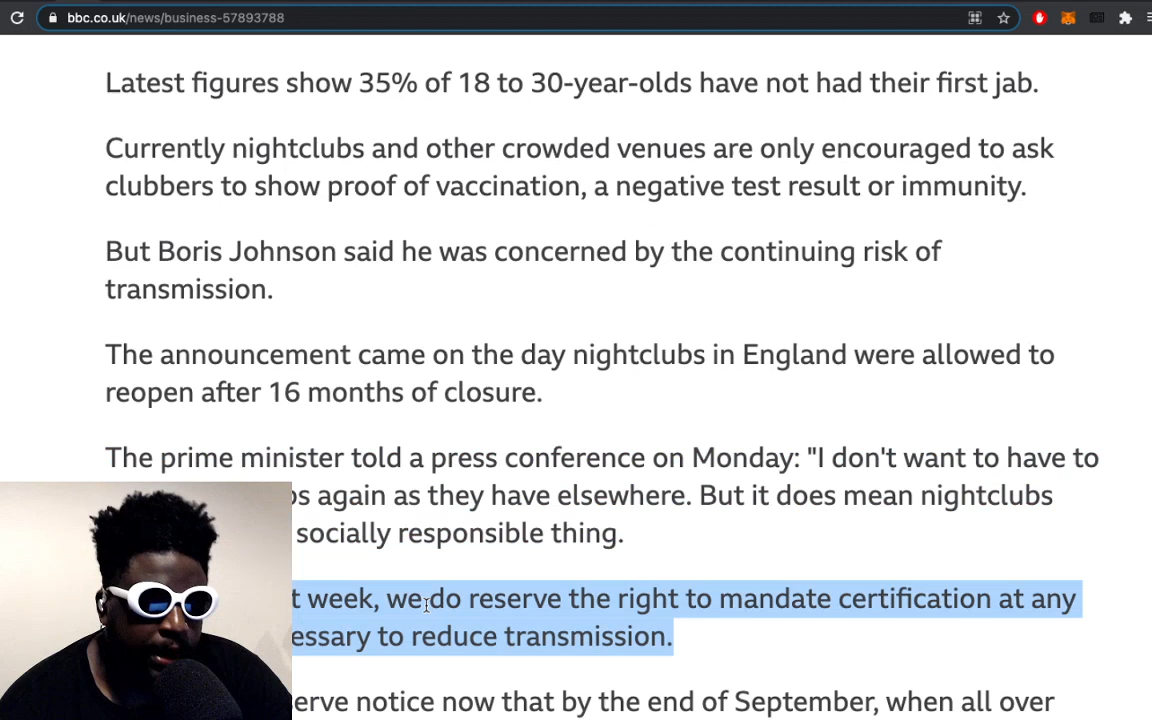 bbc.co.uk/news/business-57893788
Latest figures show 35% of 18 to 30-year-olds have not had their first jab.
Currently nightclubs and other crowded venues are only encouraged to ask
clubbers to show proof of vaccination, a negative test result or immunity.
But Boris Johnson said he was concerned by the continuing risk of
transmission.
The announcement came on the day nightclubs in England were allowed to
reopen after 16 months of closure.
The prime minister told a press conference on Monday: "I don't want to have to
again as they have elsewhere. But it does mean nightclubs
socially responsible thing.
week, we do reserve the right to mandate certification at any
to reduce transmission.
notice now that by the end of September, when all over